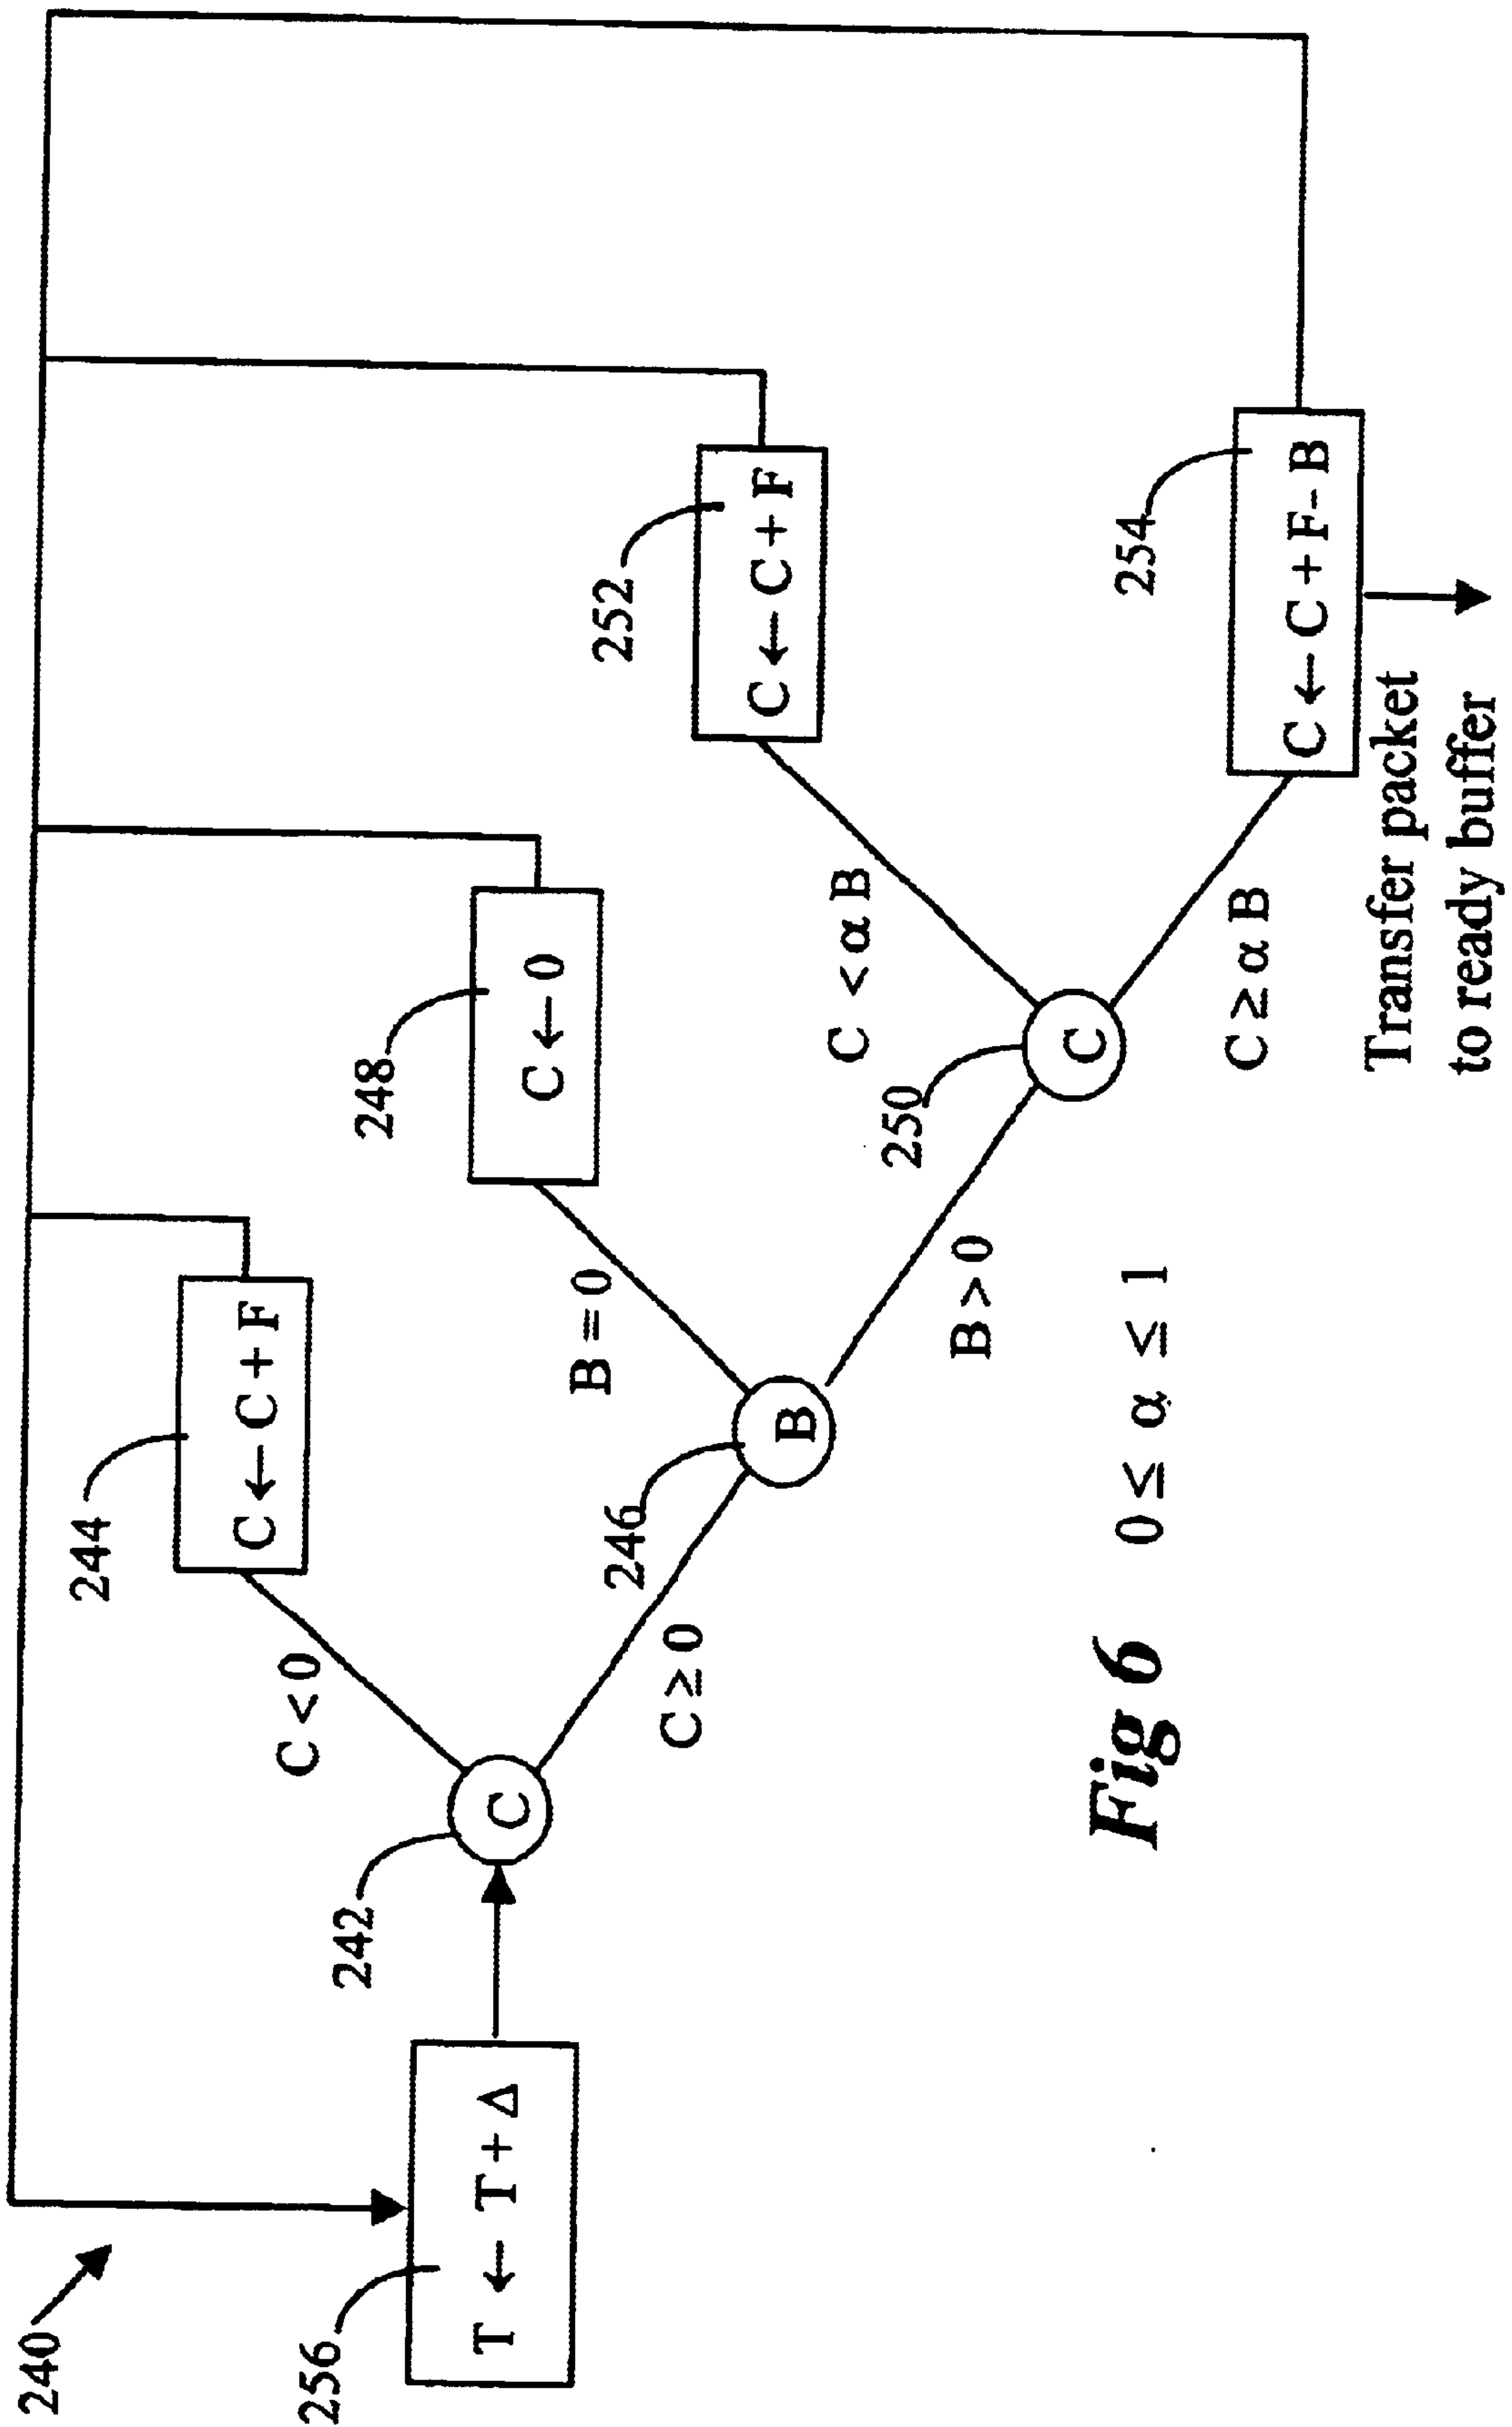 240
256
T ← T + Δ
242
C
C < 0
C ≥ 0
244
C ← C + F
246
B
B = 0
B > 0
248
C ← 0
250
C
C < α B
C ≥ α B
252
C ← C + F
254
C ← C + F - B
Transfer packet
to ready buffer
Fig 6
0 ≤ α ≤ 1